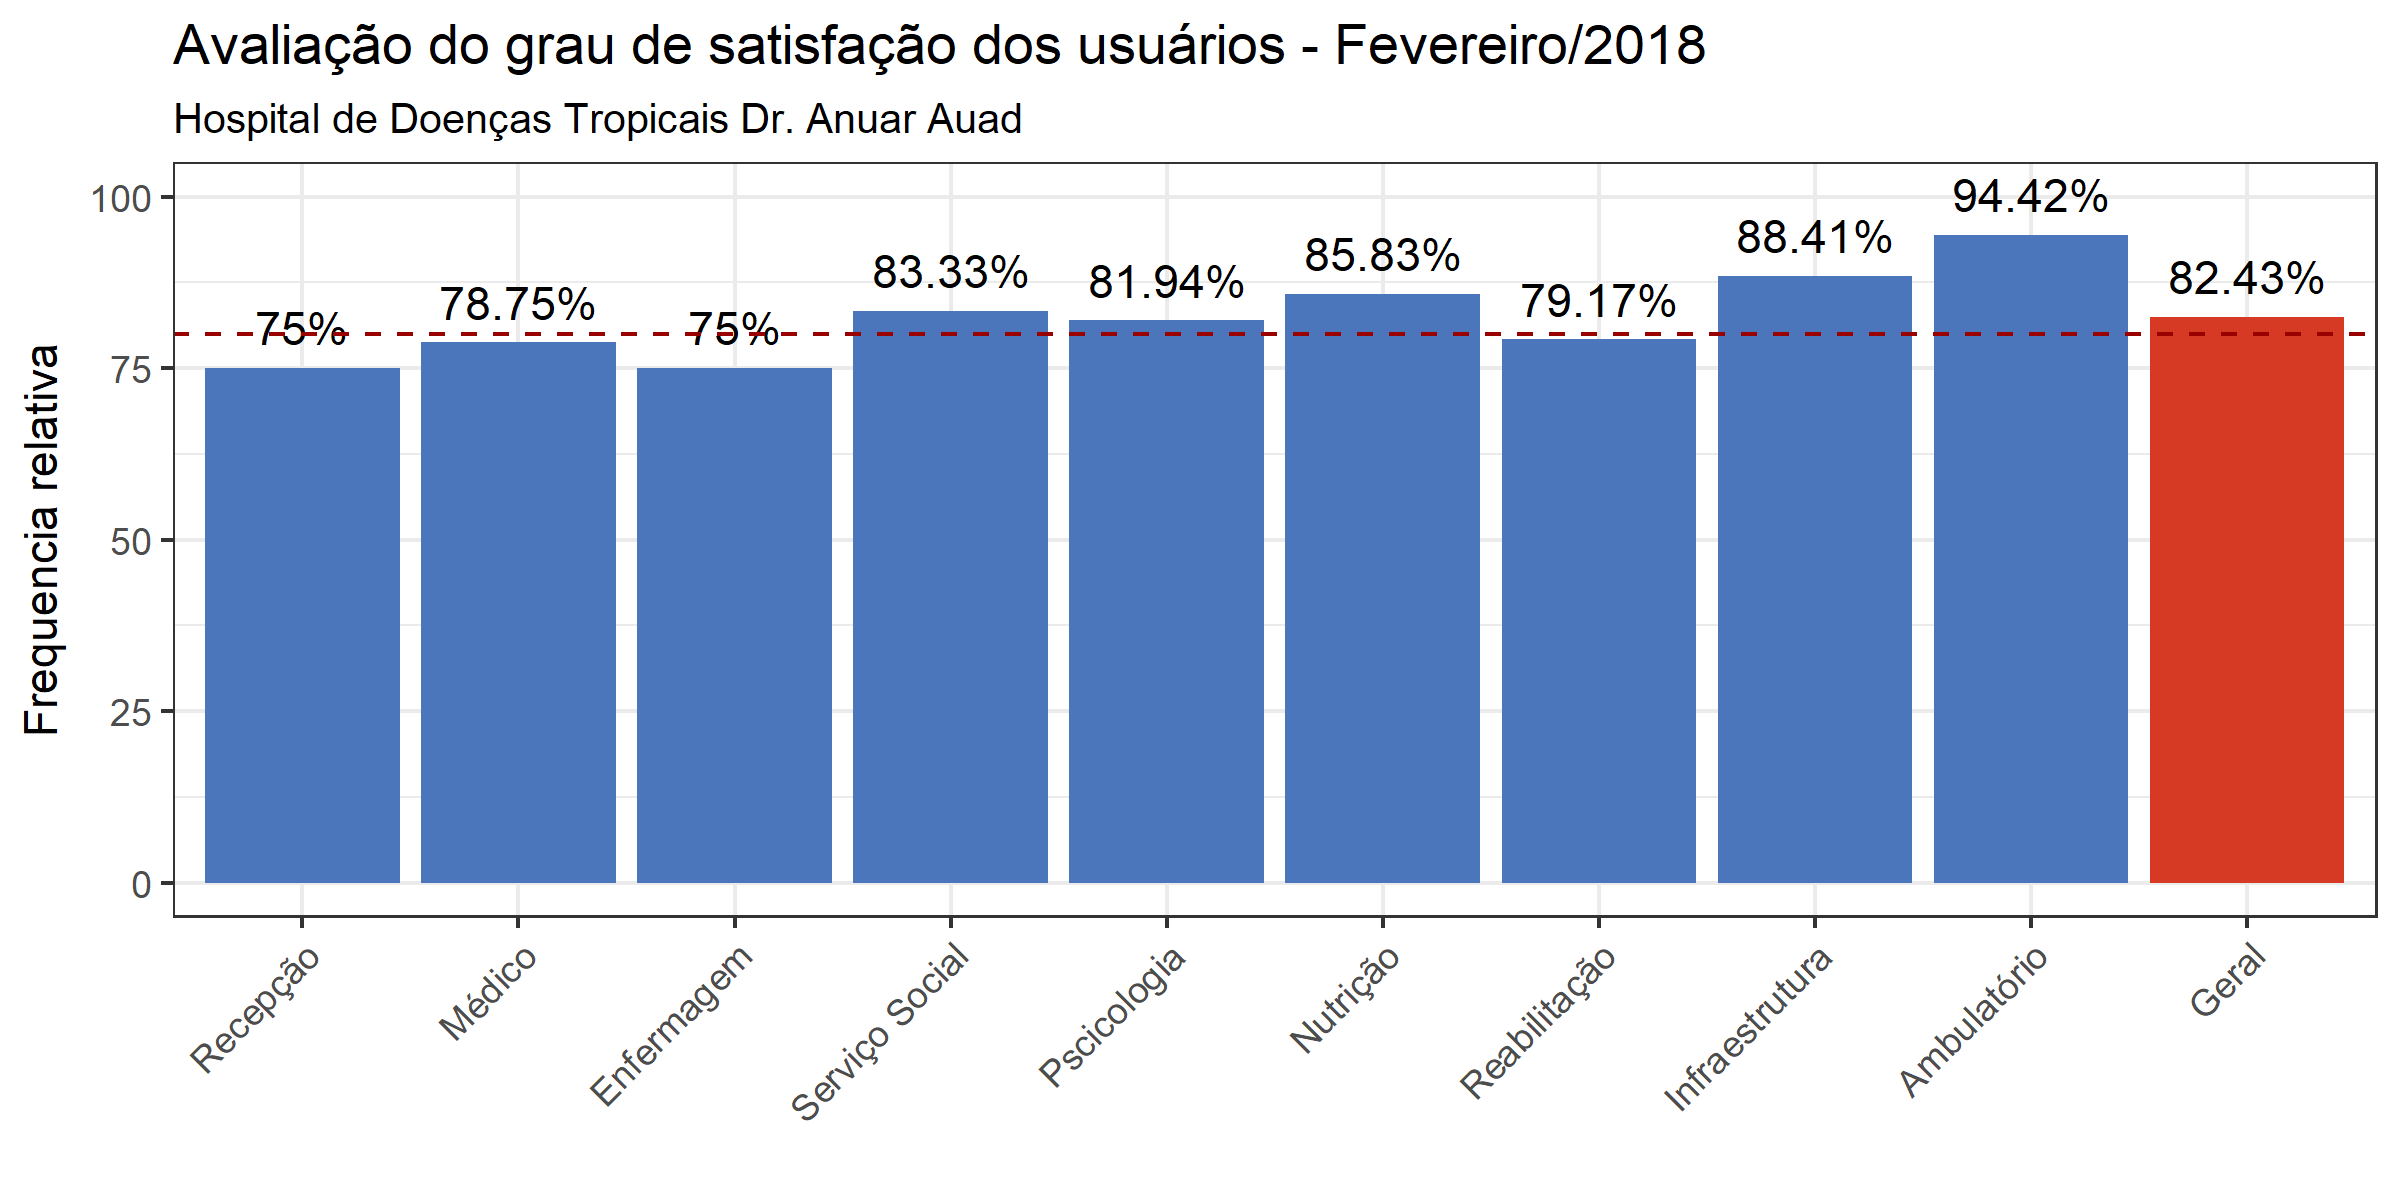 Avaliação do grau de satisfação dos usuários - Fevereiro/2018
Hospital de Doenças Tropicais Dr. Anuar Auad
Frequencia relativa
100
75
50
25
0
75%
78.75%
75%
83.33%
81.94%
85.83%
79.17%
88.41%
94.42%
82.43%
Recepção
Médico
Enfermagem
Serviço Social
Pscicologia
Nutrição
Reabilitação
Infraestrutura
Ambulatório
Geral